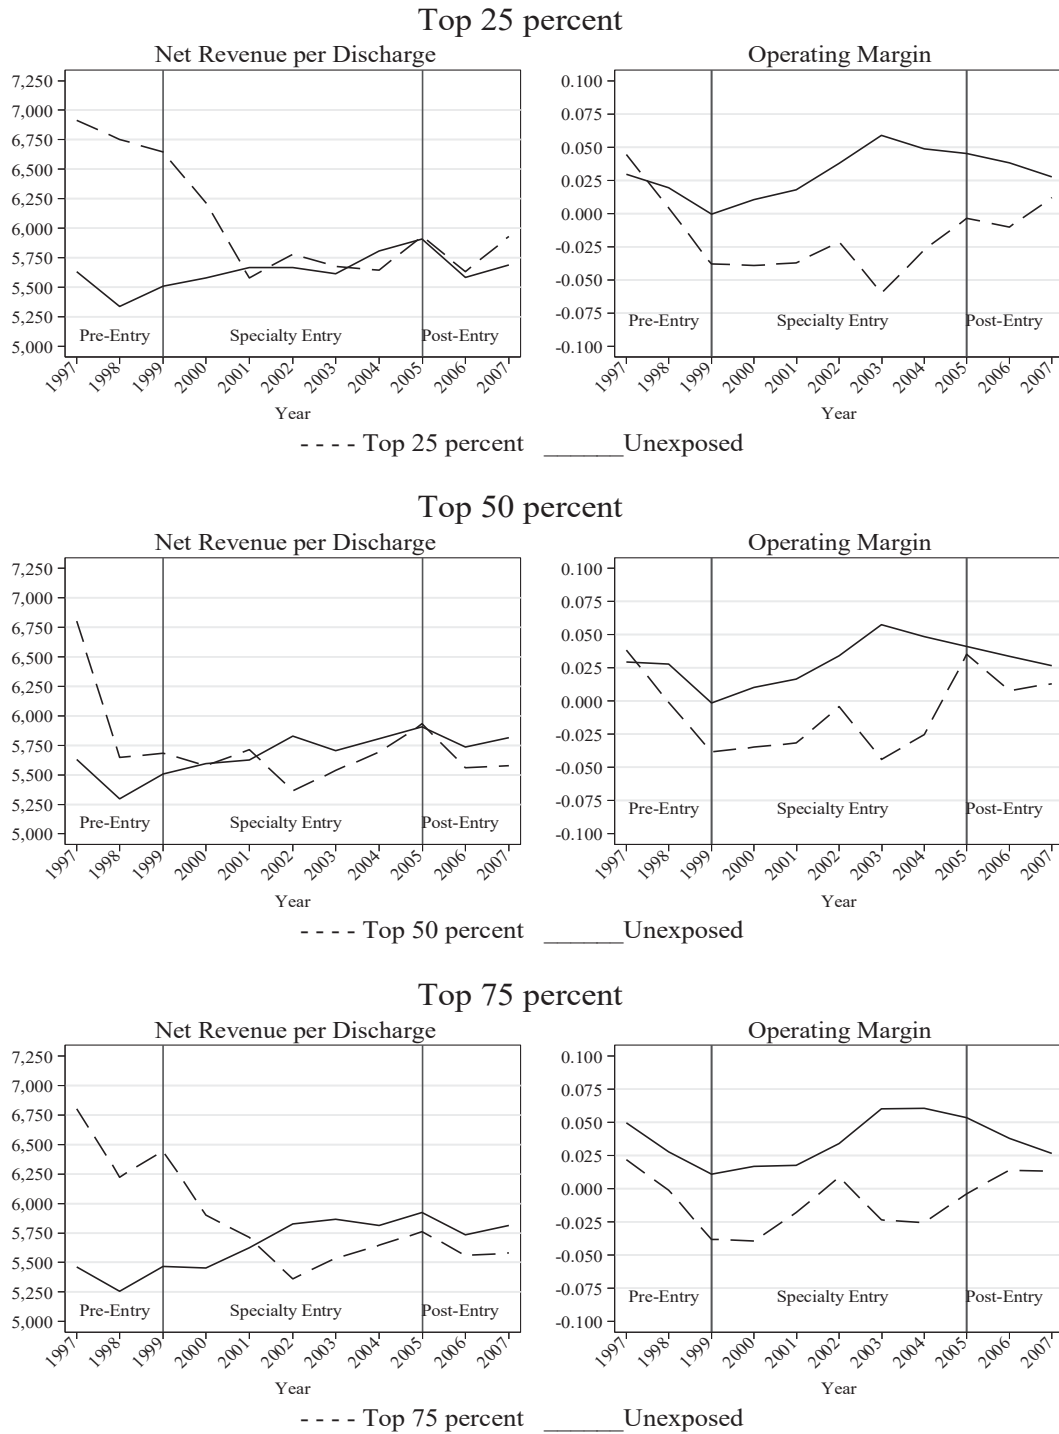 Top 25 percent
Net Revenue per Discharge
7,250
7,000
6,750
6,500
6,250
6,000
5,750
5,500
5,250
5,000
Pre-Entry Specialty Entry Post-Entry
1997 1998 1999 2000 2001 2002 2003 2004 2005 2006 2007
Year
Operating Margin
0.100
0.075
0.050
0.025
0.000
-0.025
-0.050
-0.075
-0.100
Pre-Entry Specialty Entry Post-Entry
1997 1998 1999 2000 2001 2002 2003 2004 2005 2006 2007
Year
- - - - Top 25 percent ______Unexposed
Top 50 percent
Net Revenue per Discharge
7,250
7,000
6,750
6,500
6,250
6,000
5,750
5,500
5,250
5,000
Pre-Entry Specialty Entry Post-Entry
1997 1998 1999 2000 2001 2002 2003 2004 2005 2006 2007
Year
Operating Margin
0.100
0.075
0.050
0.025
0.000
-0.025
-0.050
-0.075
-0.100
Pre-Entry Specialty Entry Post-Entry
1997 1998 1999 2000 2001 2002 2003 2004 2005 2006 2007
Year
- - - - Top 50 percent ______Unexposed
Top 75 percent
Net Revenue per Discharge
7,250
7,000
6,750
6,500
6,250
6,000
5,750
5,500
5,250
5,000
Pre-Entry Specialty Entry Post-Entry
1997 1998 1999 2000 2001 2002 2003 2004 2005 2006 2007
Year
Operating Margin
0.100
0.075
0.050
0.025
0.000
-0.025
-0.050
-0.075
-0.100
Pre-Entry Specialty Entry Post-Entry
1997 1998 1999 2000 2001 2002 2003 2004 2005 2006 2007
Year
- - - - Top 75 percent ______Unexposed